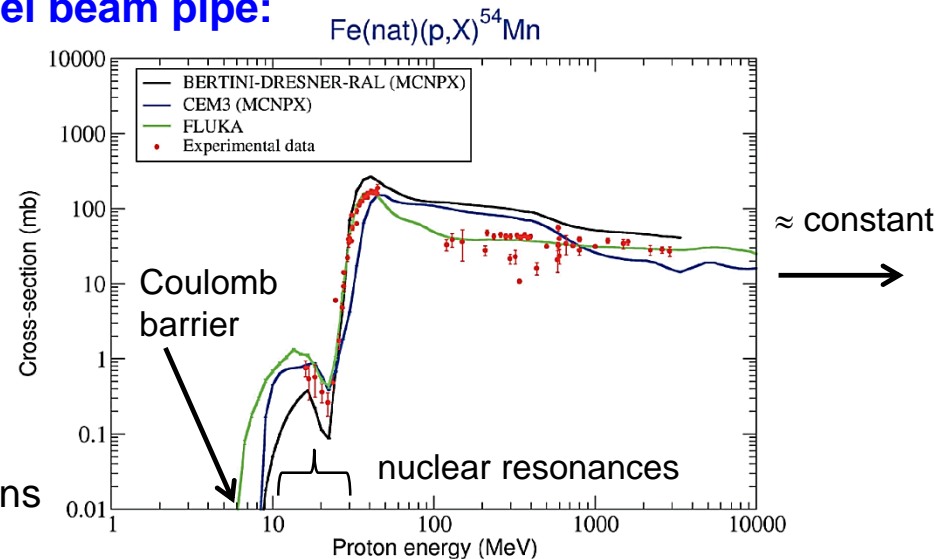 el beam pipe:
Fe(nat)(p,X)⁵⁴Mn
BERTINI-DRESNER-RAL (MCNPX)
CEM3 (MCNPX)
FLUKA
Experimental data
10000
1000
100
10
1
0.1
0.01
Cross-section (mb)
≈ constant
Coulomb
barrier
nuclear resonances
ns
1 10 100 1000 10000
Proton energy (MeV)